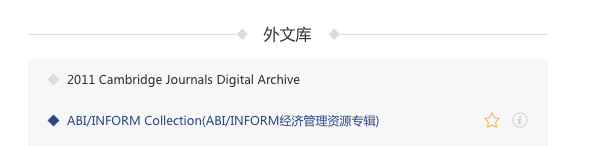 外文库
2011 Cambridge Journals Digital Archive
ABI/INFORM Collection(ABI/INFORM经济管理资源专辑)